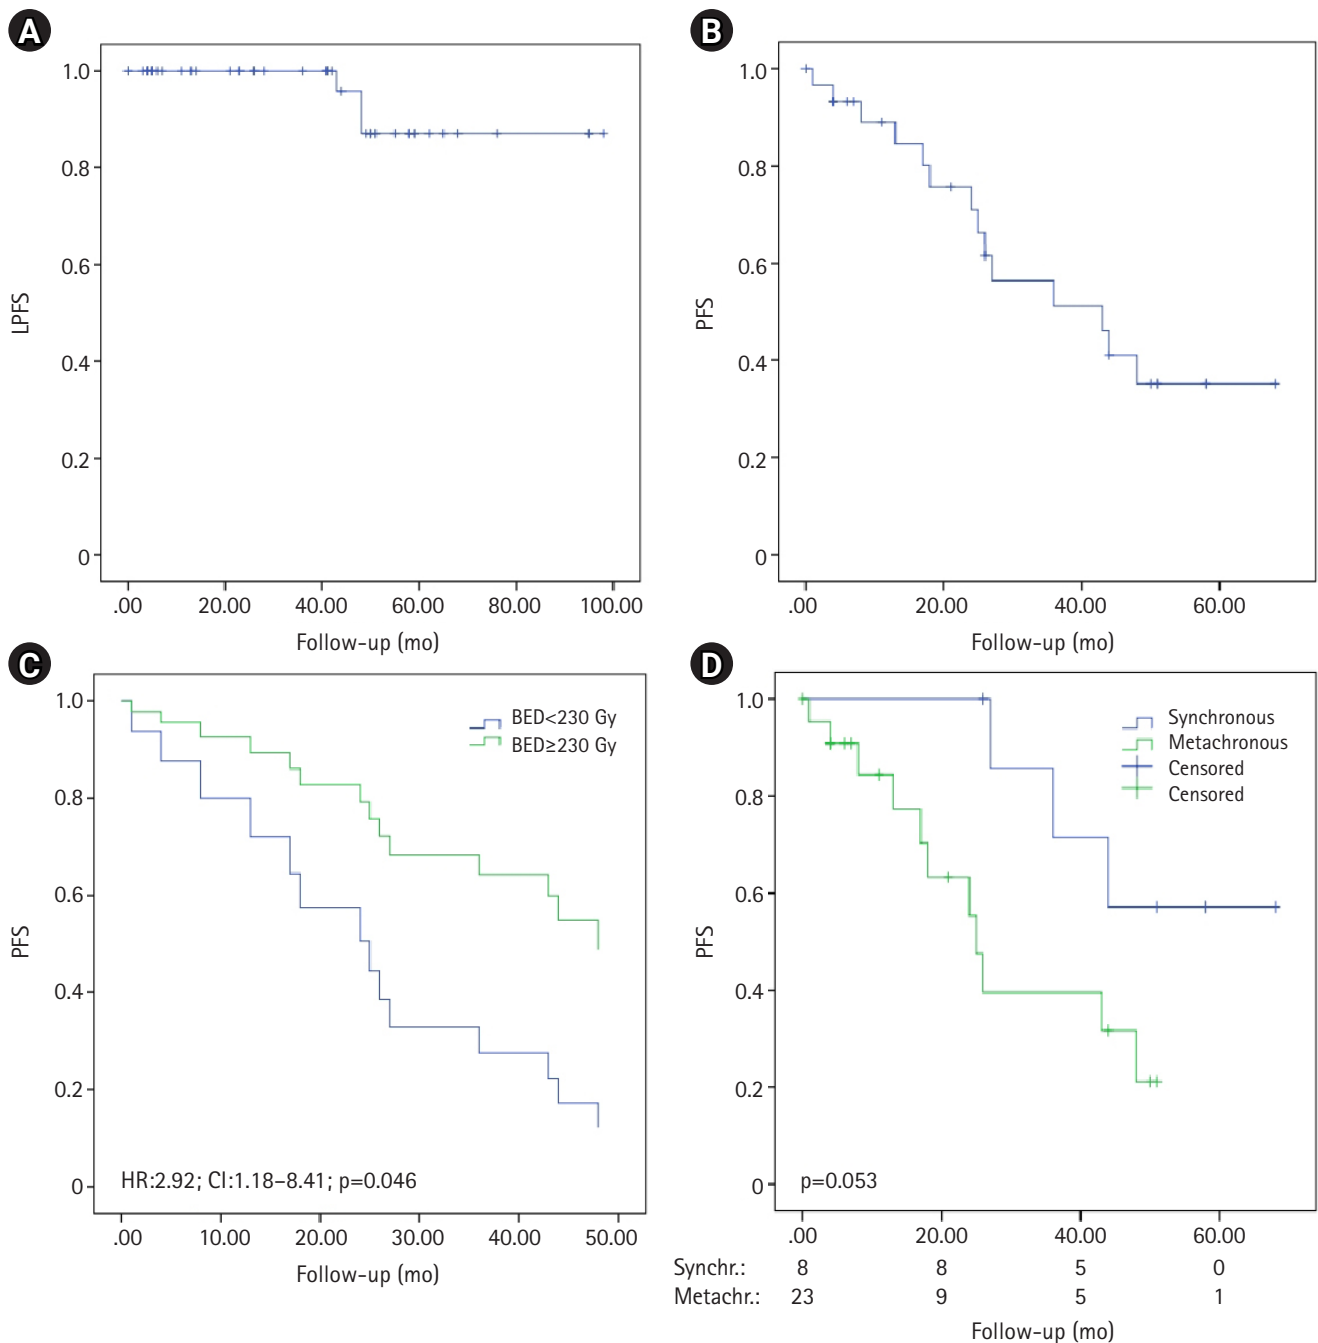 A
1.0
0.8
0.6
0.4
0.2
0
LPFS
.00 20.00 40.00 60.00 80.00 100.00
Follow-up (mo)
B
1.0
0.8
0.6
0.4
0.2
0
PFS
.00 20.00 40.00 60.00
Follow-up (mo)
C
1.0
0.8
0.6
0.4
0.2
0
PFS
BED<230 Gy
BED≥230 Gy
HR:2.92; CI:1.18–8.41; p=0.046
.00 10.00 20.00 30.00 40.00 50.00
Follow-up (mo)
D
1.0
0.8
0.6
0.4
0.2
0
PFS
Synchronous
Metachronous
Censored
Censored
p=0.053
.00 20.00 40.00 60.00
Synchr.: 8 8 5 0
Metachr.: 23 9 5 1
Follow-up (mo)